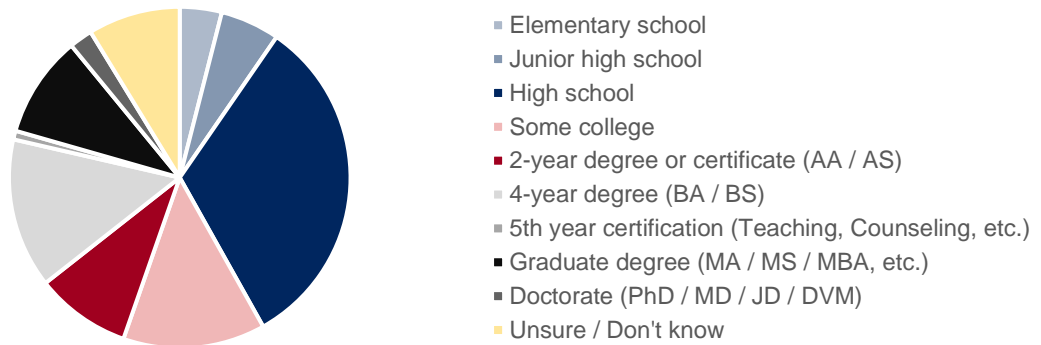 Elementary school
Junior high school
High school
Some college
2-year degree or certificate (AA / AS)
4-year degree (BA / BS)
5th year certification (Teaching, Counseling, etc.)
Graduate degree (MA / MS / MBA, etc.)
Doctorate (PhD / MD / JD / DVM)
Unsure / Don't know